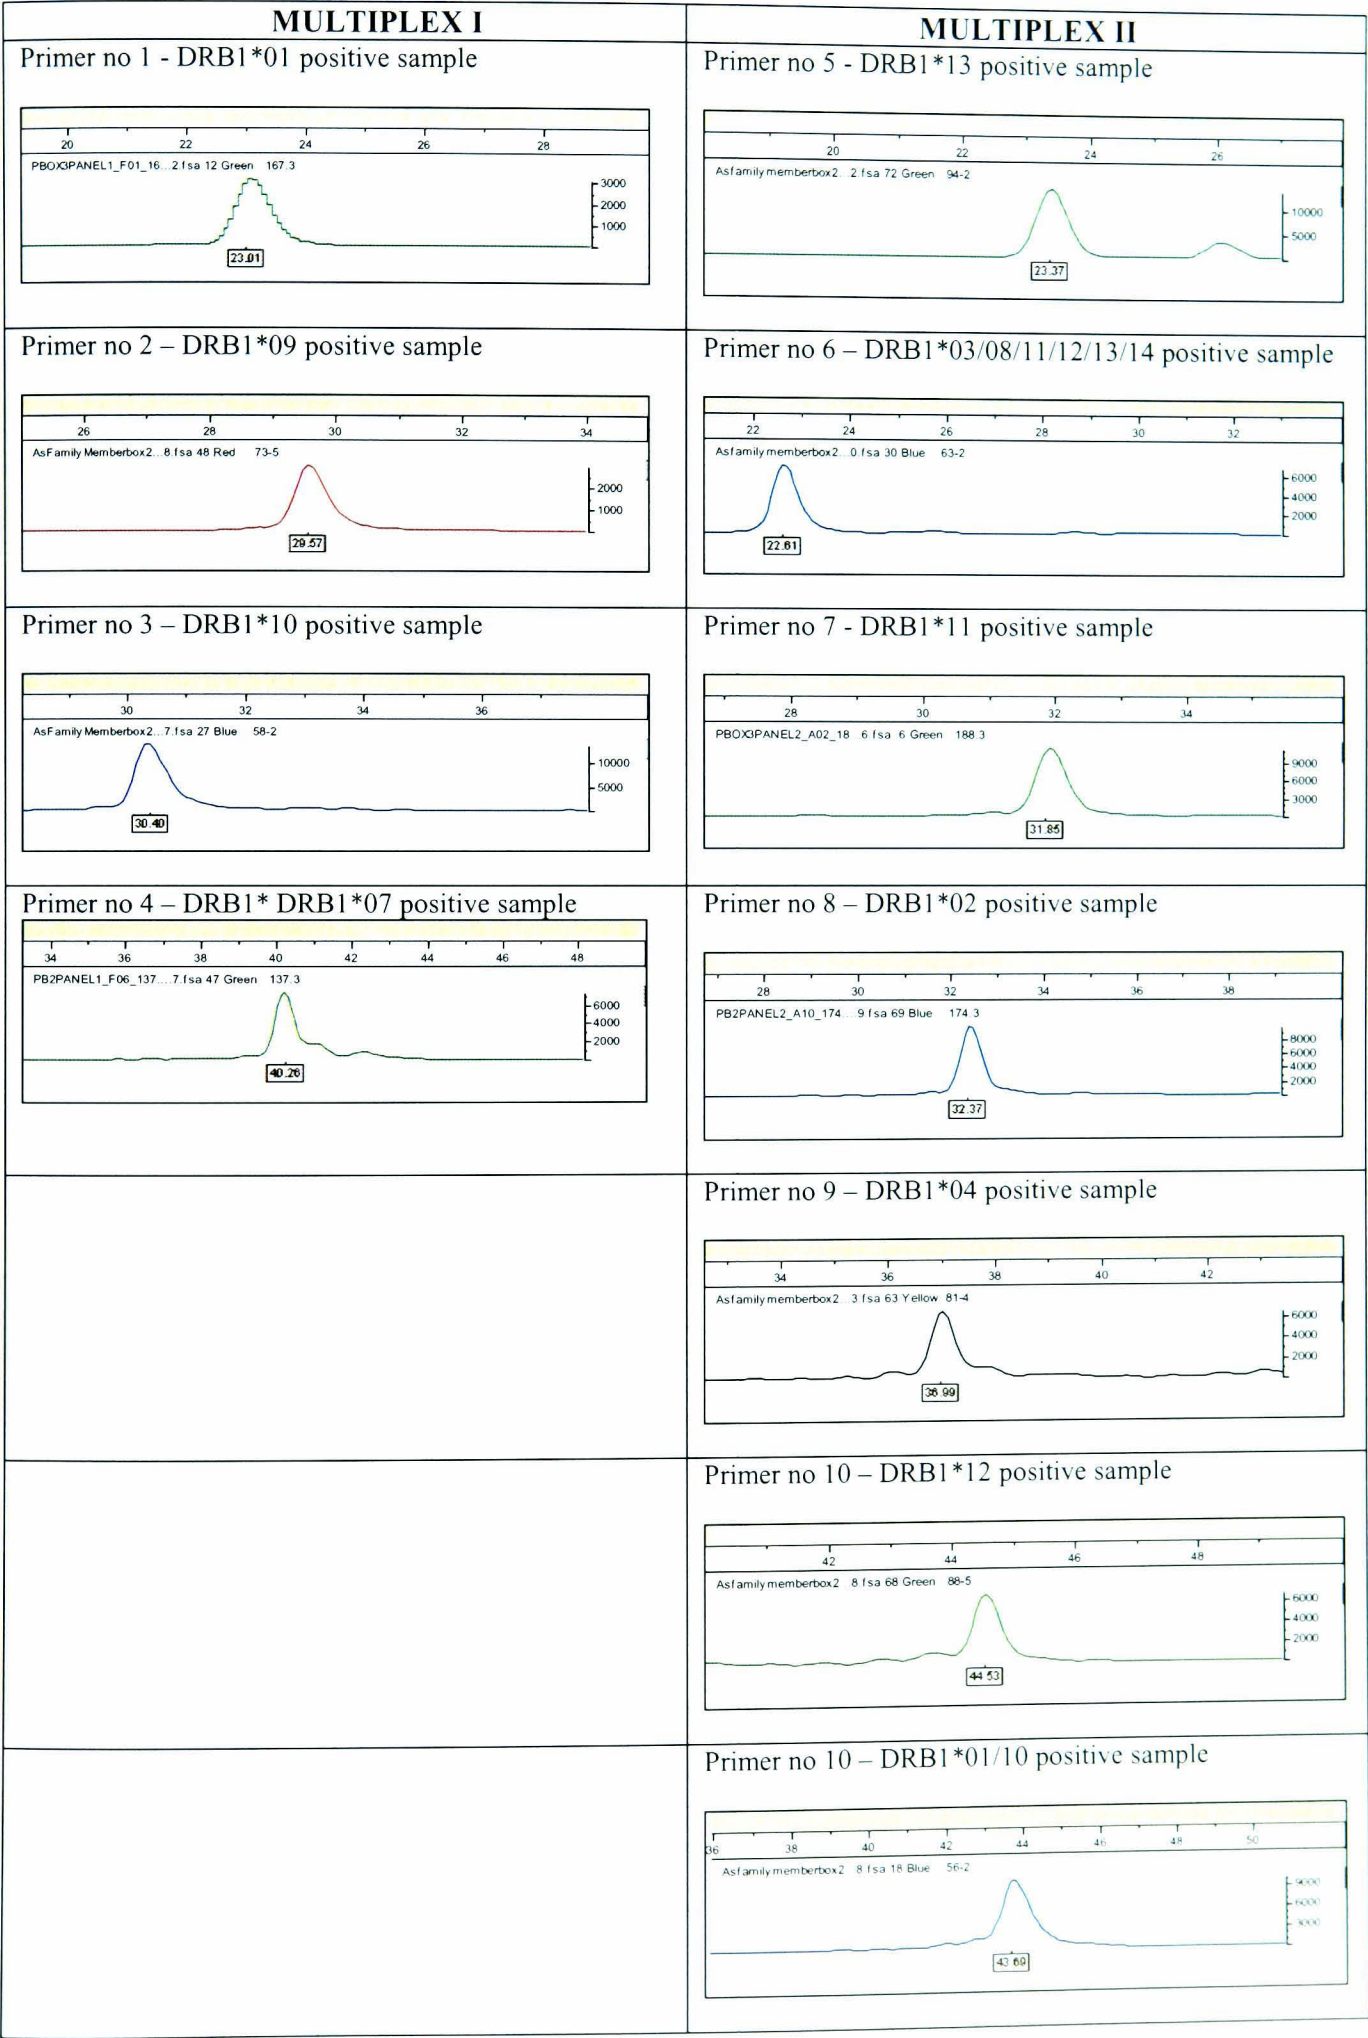 MULTIPLEX I
Primer no 1 - DRB1*01 positive sample
20 22 24 26 28
PBOX3PANEL1_F01_16...2.fsa 12 Green 167.3
3000
2000
1000
23.01
Primer no 2 – DRB1*09 positive sample
26 28 30 32 34
AsFamily Memberbox2...8.fsa 48 Red 73-5
2000
1000
29.57
Primer no 3 – DRB1*10 positive sample
30 32 34 36
AsFamily Memberbox2...7.fsa 27 Blue 58-2
10000
5000
30.40
Primer no 4 – DRB1* DRB1*07 positive sample
34 36 38 40 42 44 46 48
PB2PANEL1_F06_137....7.fsa 47 Green 137.3
6000
4000
2000
40.26
MULTIPLEX II
Primer no 5 - DRB1*13 positive sample
20 22 24 26
Asfamily memberbox2...2.fsa 72 Green 94-2
10000
5000
23.37
Primer no 6 – DRB1*03/08/11/12/13/14 positive sample
22 24 26 28 30 32
Asfamily memberbox2...0.fsa 30 Blue 63-2
6000
4000
2000
22.61
Primer no 7 - DRB1*11 positive sample
28 30 32 34
PBOX3PANEL2_A02_18...6.fsa 6 Green 188.3
9000
6000
3000
31.85
Primer no 8 – DRB1*02 positive sample
28 30 32 34 36 38
PB2PANEL2_A10_174....9.fsa 69 Blue 174.3
8000
6000
4000
2000
32.37
Primer no 9 – DRB1*04 positive sample
34 36 38 40 42
Asfamily memberbox2...3.fsa 63 Yellow 81-4
6000
4000
2000
36.99
Primer no 10 – DRB1*12 positive sample
42 44 46 48
Asfamily memberbox2...8.fsa 68 Green 88-5
6000
4000
2000
44.53
Primer no 10 – DRB1*01/10 positive sample
36 38 40 42 44 46 48 50
Asfamily memberbox2...8.fsa 18 Blue 56-2
9000
6000
3000
43.69